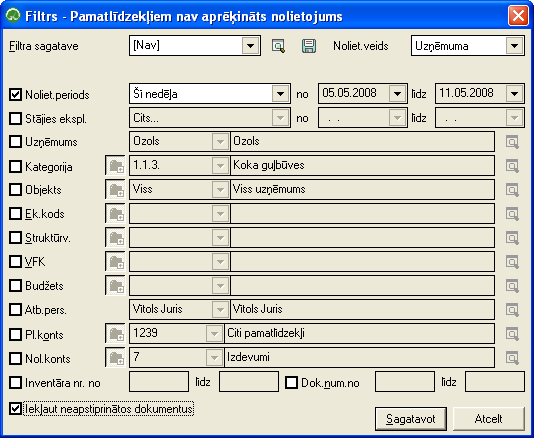 Filtrs - Pamatlīdzekļiem nav aprēķināts nolietojums
Filtra sagatave [Nav] Noliet.veids Uzņēmuma
Noliet.periods Šī nedēļa no 05.05.2008 līdz 11.05.2008
Stājies ekspl. Cits... no . . līdz . .
Uzņēmums Ozols Ozols
Kategorija 1.1.3. Koka guļbūves
Objekts Viss Viss uzņēmums
Ek.kods
Struktūrv.
VFK
Budžets
Atb.pers. Vītols Juris Vītols Juris
Pl.konts 1239 Citi pamatlīdzekļi
Nol.konts 7 Izdevumi
Inventāra nr. no līdz Dok.num.no līdz
Iekļaut neapstiprinātos dokumentus
Sagatavot Atcelt